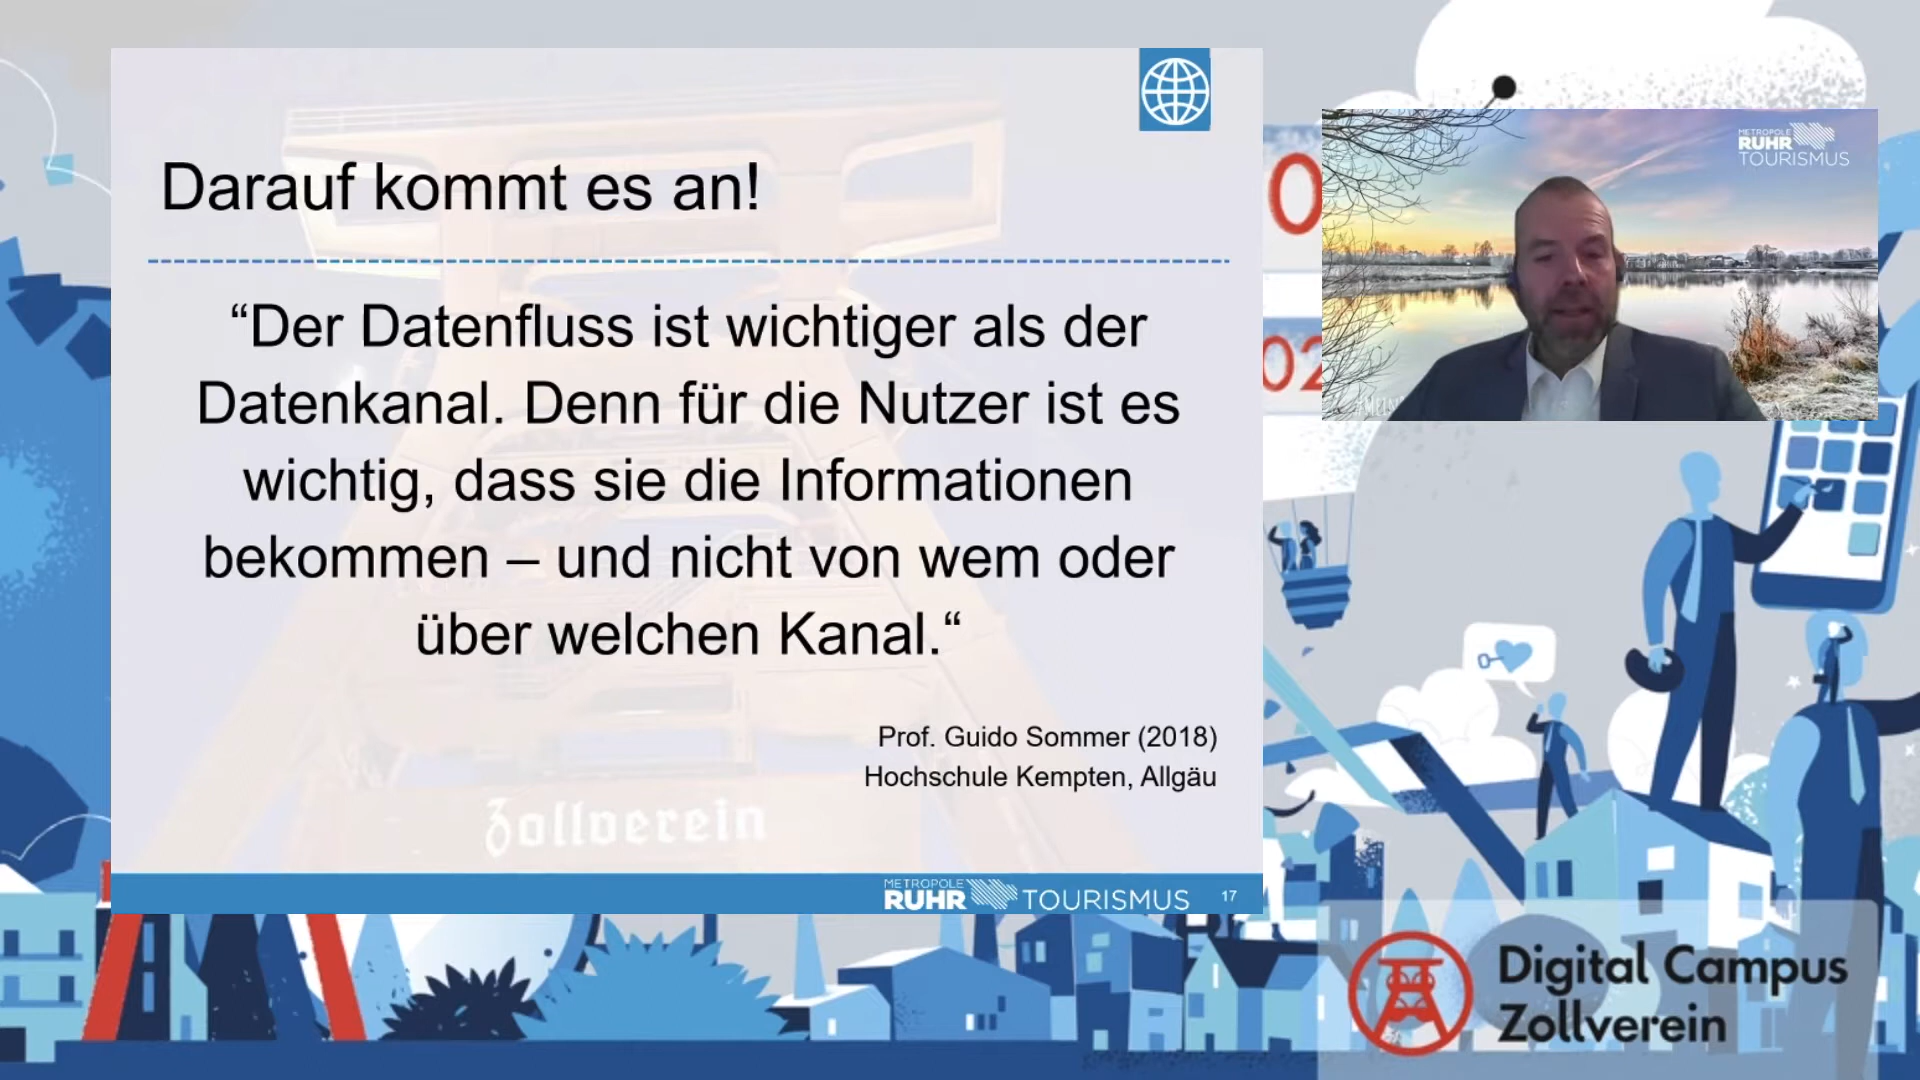 Darauf kommt es an!
“Der Datenfluss ist wichtiger als der
Datenkanal. Denn für die Nutzer ist es
wichtig, dass sie die Informationen
bekommen – und nicht von wem oder
über welchen Kanal.“
Prof. Guido Sommer (2018)
Hochschule Kempten, Allgäu
Zollverein
METROPOLE
RUHR TOURISMUS 17
METROPOLE
RUHR
TOURISMUS
Digital Campus
Zollverein